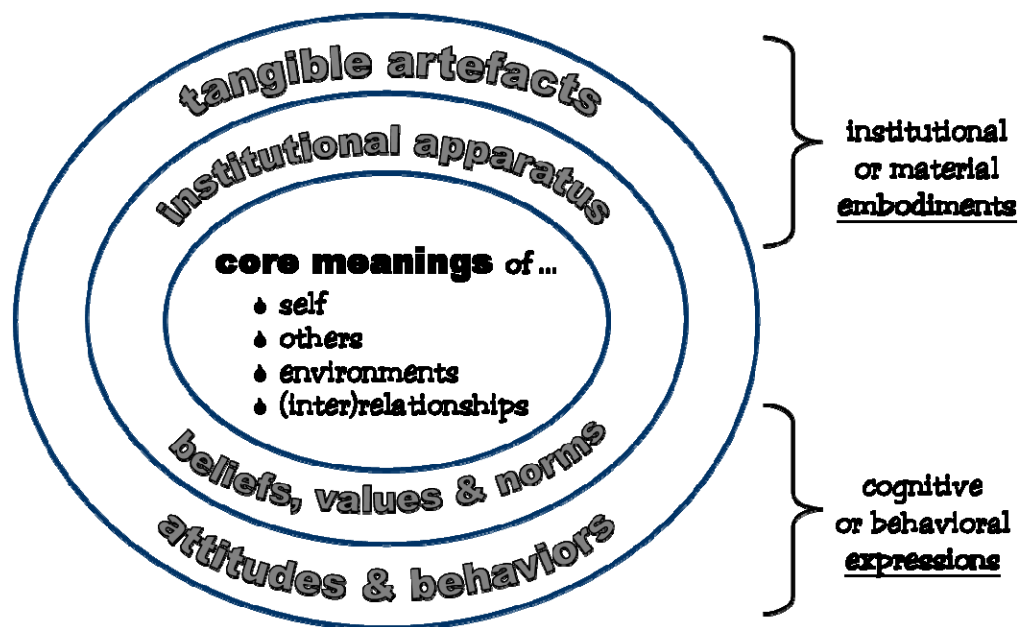 tangible artefacts
institutional apparatus
core meanings of ...
self
others
environments
(inter)relationships
beliefs, values & norms
attitudes & behaviors
institutional
or material
embodiments
cognitive
or behavioral
expressions